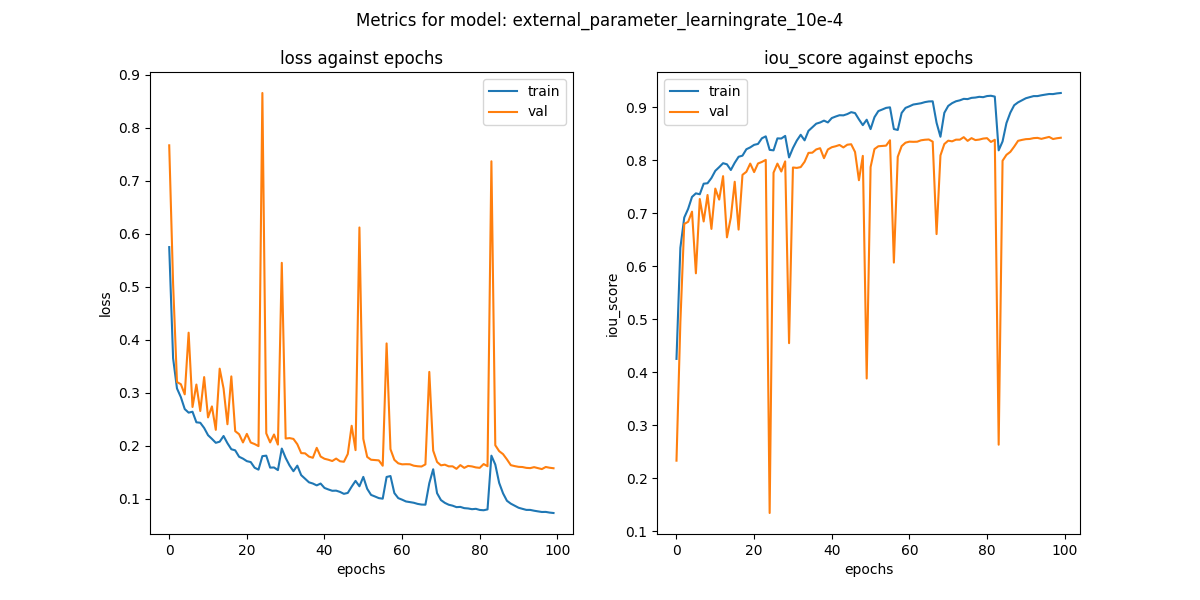 Metrics for model: external_parameter_learningrate_10e-4
loss against epochs
0.9
0.8
0.7
0.6
0.5
0.4
0.3
0.2
0.1
loss
train
val
0 20 40 60 80 100
epochs
iou_score against epochs
train
val
0.9
0.8
0.7
0.6
0.5
0.4
0.3
0.2
0.1
iou_score
0 20 40 60 80 100
epochs